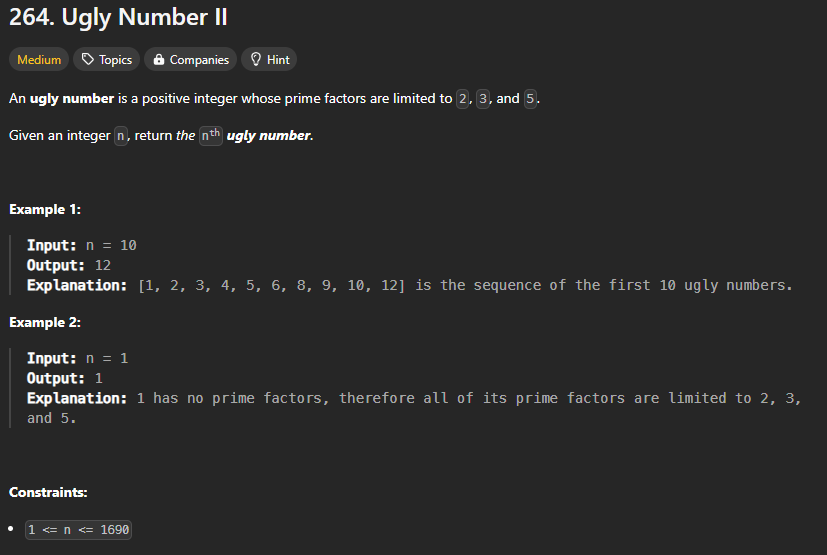 264. Ugly Number II
Medium Topics Companies Hint
An ugly number is a positive integer whose prime factors are limited to 2, 3, and 5.
Given an integer n, return the nth ugly number.
Example 1:
Input: n = 10
Output: 12
Explanation: [1, 2, 3, 4, 5, 6, 8, 9, 10, 12] is the sequence of the first 10 ugly numbers.
Example 2:
Input: n = 1
Output: 1
Explanation: 1 has no prime factors, therefore all of its prime factors are limited to 2, 3,
and 5.
Constraints:
• 1 <= n <= 1690